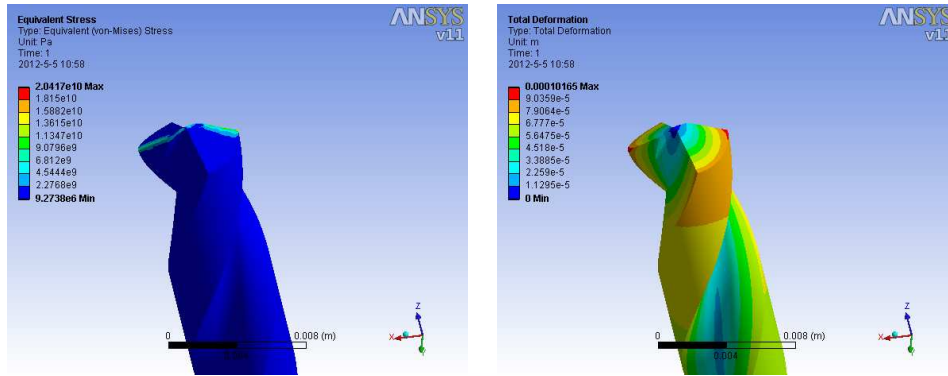 Equivalent Stress
Type: Equivalent (von-Mises) Stress
Unit: Pa
Time: 1
2012-5-5 10:58
2.0417e10 Max
1.815e10
1.5882e10
1.3615e10
1.1347e10
9.0796e9
6.812e9
4.5444e9
2.2768e9
9.2738e6 Min
ANSYS
v11
0
0.008 (m)
Z
X
Y
Total Deformation
Type: Total Deformation
Unit: m
Time: 1
2012-5-5 10:58
0.00010165 Max
9.0359e-5
7.9064e-5
6.777e-5
5.6475e-5
4.518e-5
3.3885e-5
2.259e-5
1.1295e-5
0 Min
ANSYS
v11
0
0.008 (m)
0.004
Z
X
Y